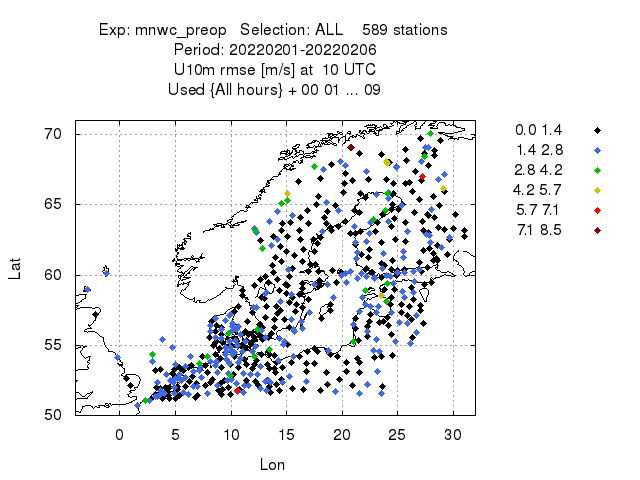 Exp: mnwc_preop   Selection: ALL    589 stations
Period: 20220201-20220206
U10m rmse [m/s] at  10 UTC
Used {All hours} + 00 01 ... 09
70
65
60
55
50
0 5 10 15 20 25 30
Lat
Lon
0.0 1.4
1.4 2.8
2.8 4.2
4.2 5.7
5.7 7.1
7.1 8.5